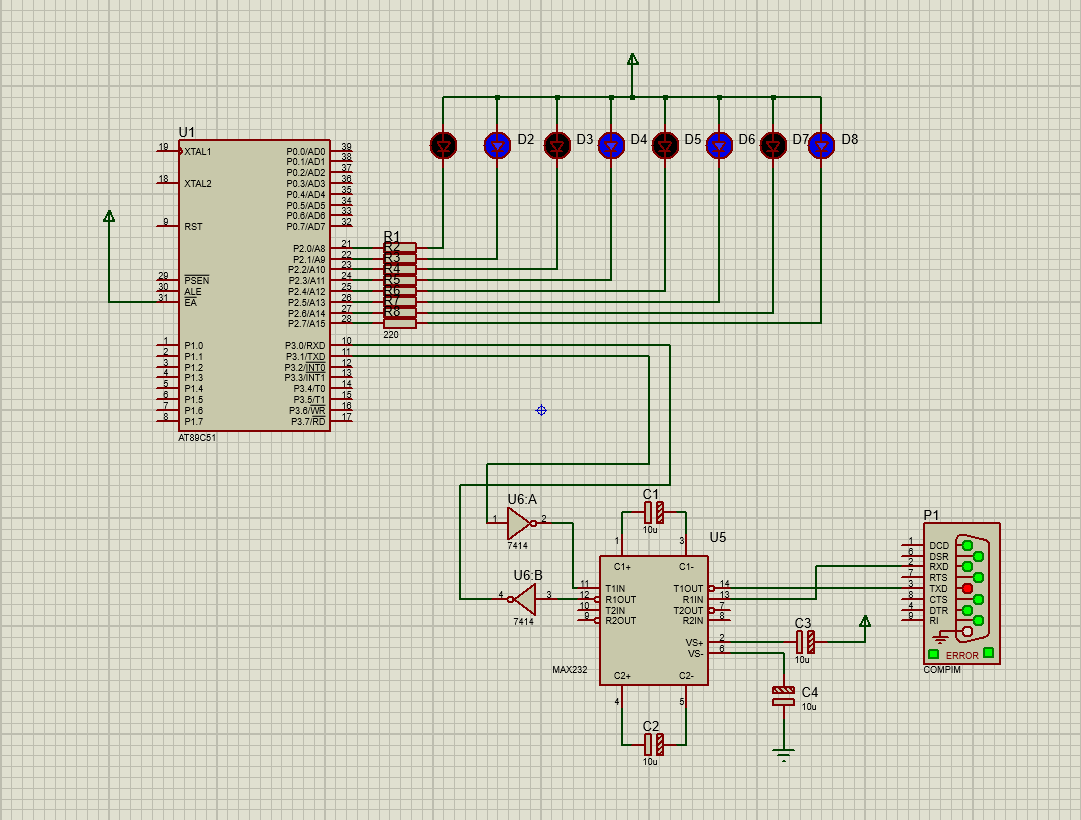 D2 D3 D4 D5 D6 D7 D8
U1
19 XTAL1 P0.0/AD0 39
P0.1/AD1 38
P0.2/AD2 37
18 XTAL2 P0.3/AD3 36
P0.4/AD4 35
P0.5/AD5 34
P0.6/AD6 33
9 RST P0.7/AD7 32
R1
P2.0/A8 21 R2
P2.1/A9 22 R3
P2.2/A10 23 R4
29 PSEN P2.3/A11 24 R5
30 ALE P2.4/A12 25 R6
31 EA P2.5/A13 26 R7
P2.6/A14 27 R8
P2.7/A15 28
220
1 P1.0 P3.0/RXD 10
2 P1.1 P3.1/TXD 11
3 P1.2 P3.2/INT0 12
4 P1.3 P3.3/INT1 13
5 P1.4 P3.4/T0 14
6 P1.5 P3.5/T1 15
7 P1.6 P3.6/WR 16
8 P1.7 P3.7/RD 17
AT89C51
U6:A
1 2
7414
U6:B
4 3
7414
C1
10u
1 3
U5
C1+ C1-
11 T1IN T1OUT 14
12 R1OUT R1IN 13
10 T2IN T2OUT 7
9 R2OUT R2IN 8
VS+ 2
VS- 6
MAX232
C2+ C2-
4 5
C2
10u
C3
10u
C4
10u
P1
1 DCD
6 DSR
2 RXD
7 RTS
3 TXD
8 CTS
4 DTR
9 RI
ERROR
COMPIM